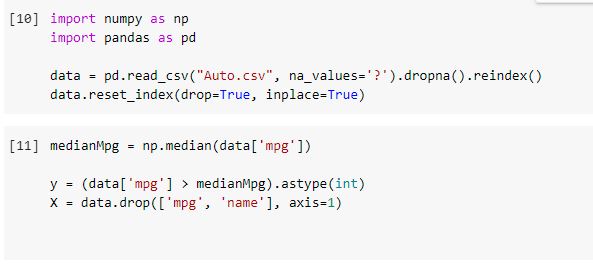 [10] import numpy as np
import pandas as pd
data = pd.read_csv("Auto.csv", na_values='?').dropna().reindex()
data.reset_index(drop=True, inplace=True)
[11] medianMpg = np.median(data['mpg'])
y = (data['mpg'] > medianMpg).astype(int)
X = data.drop(['mpg', 'name'], axis=1)